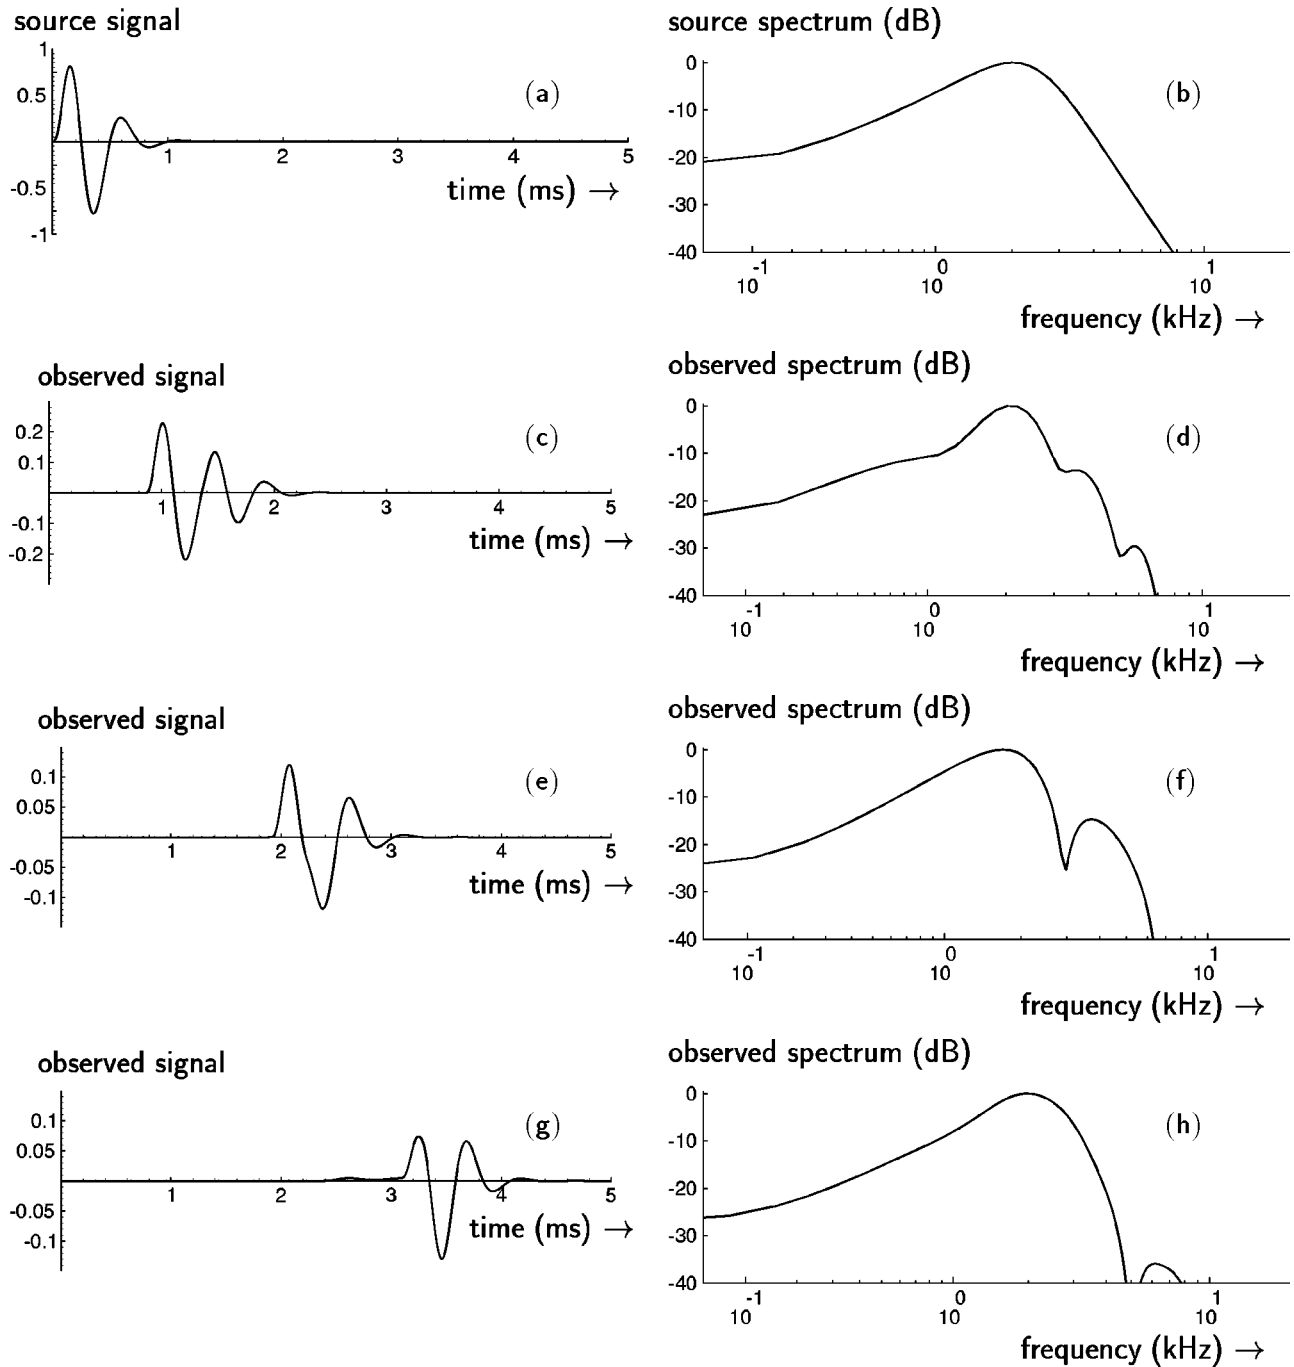 source signal
1
0.5
-0.5
-1
1 2 3 4 5
(a)
time (ms) →
source spectrum (dB)
0
-10
-20
-30
-40
(b)
-1 0 1
10 10 10
frequency (kHz) →
observed signal
0.2
0.1
-0.1
-0.2
1 2 3 4 5
(c)
time (ms) →
observed spectrum (dB)
0
-10
-20
-30
-40
(d)
-1 0 1
10 10 10
frequency (kHz) →
observed signal
0.1
0.05
-0.05
-0.1
1 2 3 4 5
(e)
time (ms) →
observed spectrum (dB)
0
-10
-20
-30
-40
(f)
-1 0 1
10 10 10
frequency (kHz) →
observed signal
0.1
0.05
-0.05
-0.1
1 2 3 4 5
(g)
time (ms) →
observed spectrum (dB)
0
-10
-20
-30
-40
(h)
-1 0 1
10 10 10
frequency (kHz) →